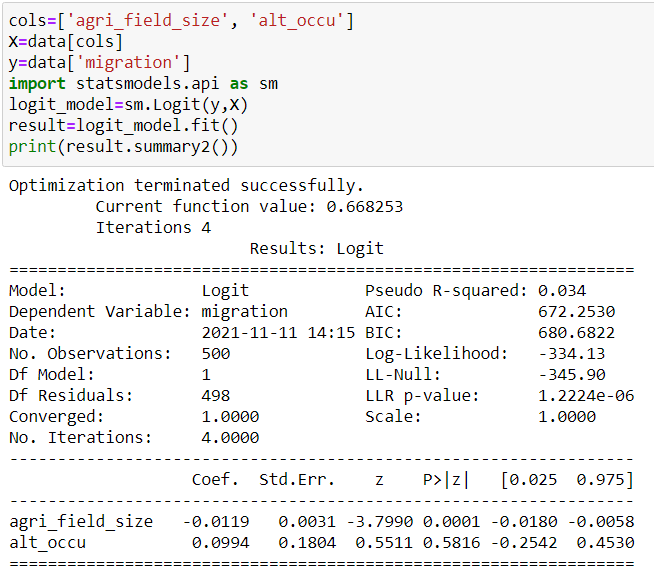 cols=['agri_field_size', 'alt_occu']
X=data[cols]
y=data['migration']
import statsmodels.api as sm
logit_model=sm.Logit(y,X)
result=logit_model.fit()
print(result.summary2())
Optimization terminated successfully.
         Current function value: 0.668253
         Iterations 4
                         Results: Logit
=================================================================
Model:              Logit            Pseudo R-squared: 0.034
Dependent Variable: migration        AIC:              672.2530
Date:               2021-11-11 14:15 BIC:              680.6822
No. Observations:   500              Log-Likelihood:   -334.13
Df Model:           1                LL-Null:          -345.90
Df Residuals:       498              LLR p-value:      1.2224e-06
Converged:          1.0000           Scale:            1.0000
No. Iterations:     4.0000
-----------------------------------------------------------------
                   Coef.  Std.Err.    z    P>|z|   [0.025  0.975]
-----------------------------------------------------------------
agri_field_size   -0.0119   0.0031 -3.7990 0.0001 -0.0180 -0.0058
alt_occu           0.0994   0.1804  0.5511 0.5816 -0.2542  0.4530
=================================================================